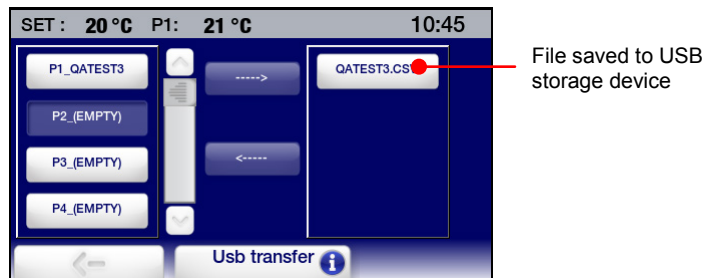 SET : 20 °C P1: 21 °C 10:45
P1_QATEST3
P2_(EMPTY)
P3_(EMPTY)
P4_(EMPTY)
----->
<-----
QATEST3.CSV
File saved to USB
storage device
Usb transfer